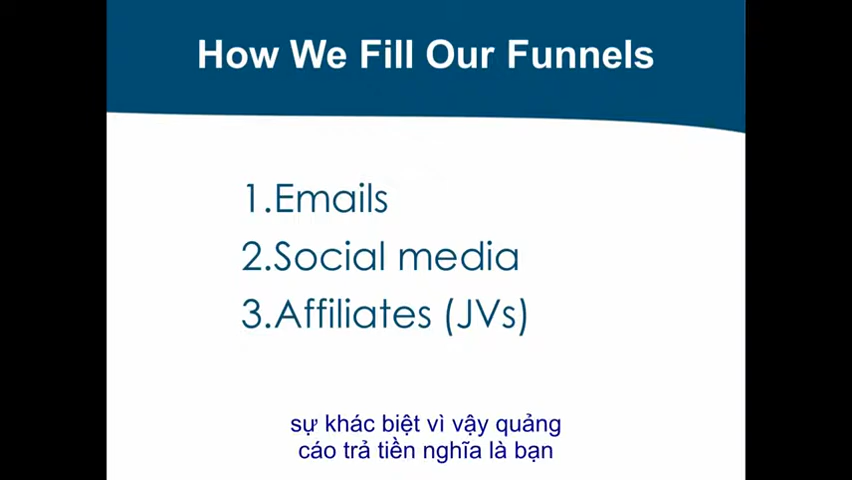 How We Fill Our Funnels
1.Emails
2.Social media
3.Affiliates (JVs)
sự khác biệt vì vậy quảng
cáo trả tiền nghĩa là bạn